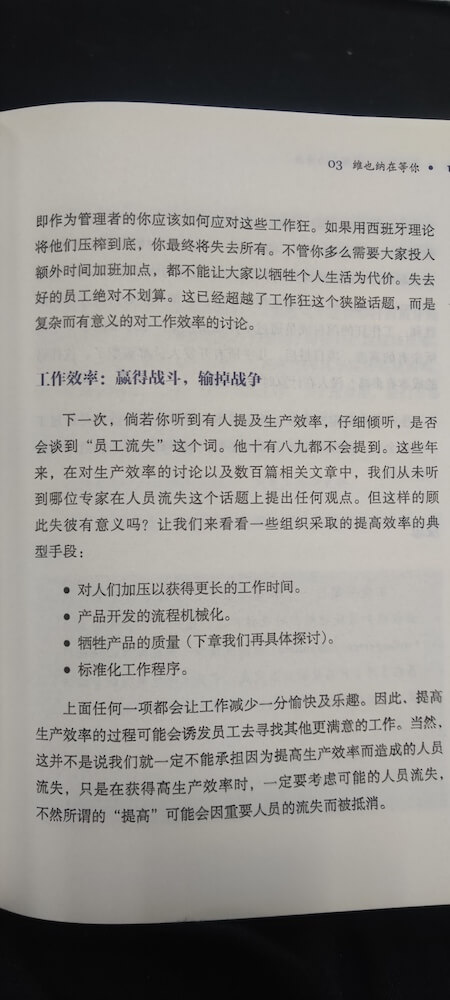 03 维也纳在等你 •
即作为管理者的你应该如何应对这些工作狂。如果用西班牙理论
将他们压榨到底，你最终将失去所有。不管你多么需要大家投入
额外时间加班加点，都不能让大家以牺牲个人生活为代价。失去
好的员工绝对不划算。这已经超越了工作狂这个狭隘话题，而是
复杂而有意义的对工作效率的讨论。
工作效率：赢得战斗，输掉战争
下一次，倘若你听到有人提及生产效率，仔细倾听，是否
会谈到“员工流失”这个词。他十有八九都不会提到。这些年
来，在对生产效率的讨论以及数百篇相关文章中，我们从未听
到哪位专家在人员流失这个话题上提出任何观点。但这样的顾
此失彼有意义吗？让我们来看看一些组织采取的提高效率的典
型手段：
• 对人们加压以获得更长的工作时间。
• 产品开发的流程机械化。
• 牺牲产品的质量（下章我们再具体探讨）。
• 标准化工作程序。
上面任何一项都会让工作减少一分愉快及乐趣。因此，提高
生产效率的过程可能会诱发员工去寻找其他更满意的工作。当然，
这并不是说我们就一定不能承担因为提高生产效率而造成的人员
流失，只是在获得高生产效率时，一定要考虑可能的人员流失，
不然所谓的“提高”可能会因重要人员的流失而被抵消。